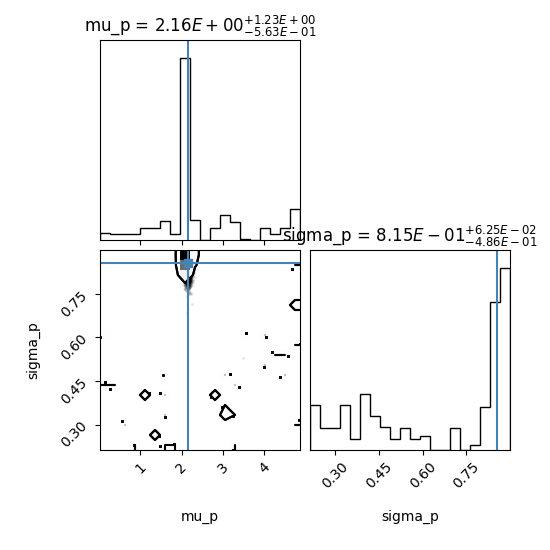 mu_p = 2.16E+00+1.23E+00−5.63E−01
sigma_p = 8.15E−01+6.25E−02−4.86E−01
sigma_p
0.75
0.60
0.45
0.30
1 2 3 4
0.30 0.45 0.60 0.75
mu_p
sigma_p